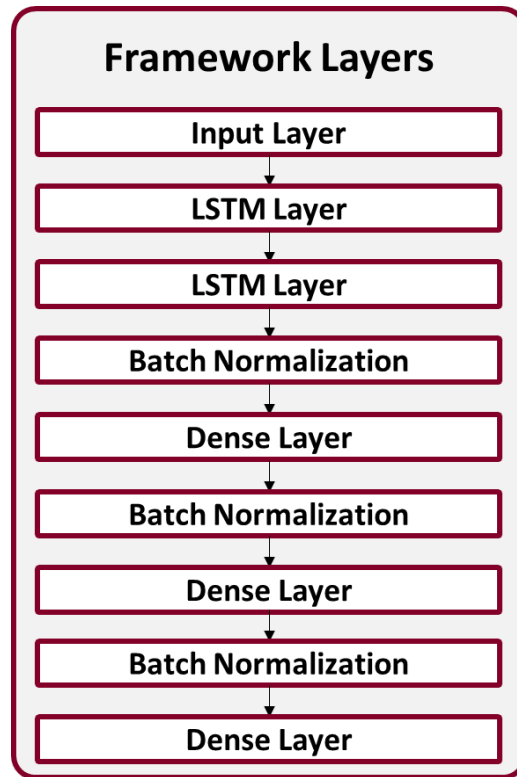 Framework Layers
Input Layer
LSTM Layer
LSTM Layer
Batch Normalization
Dense Layer
Batch Normalization
Dense Layer
Batch Normalization
Dense Layer